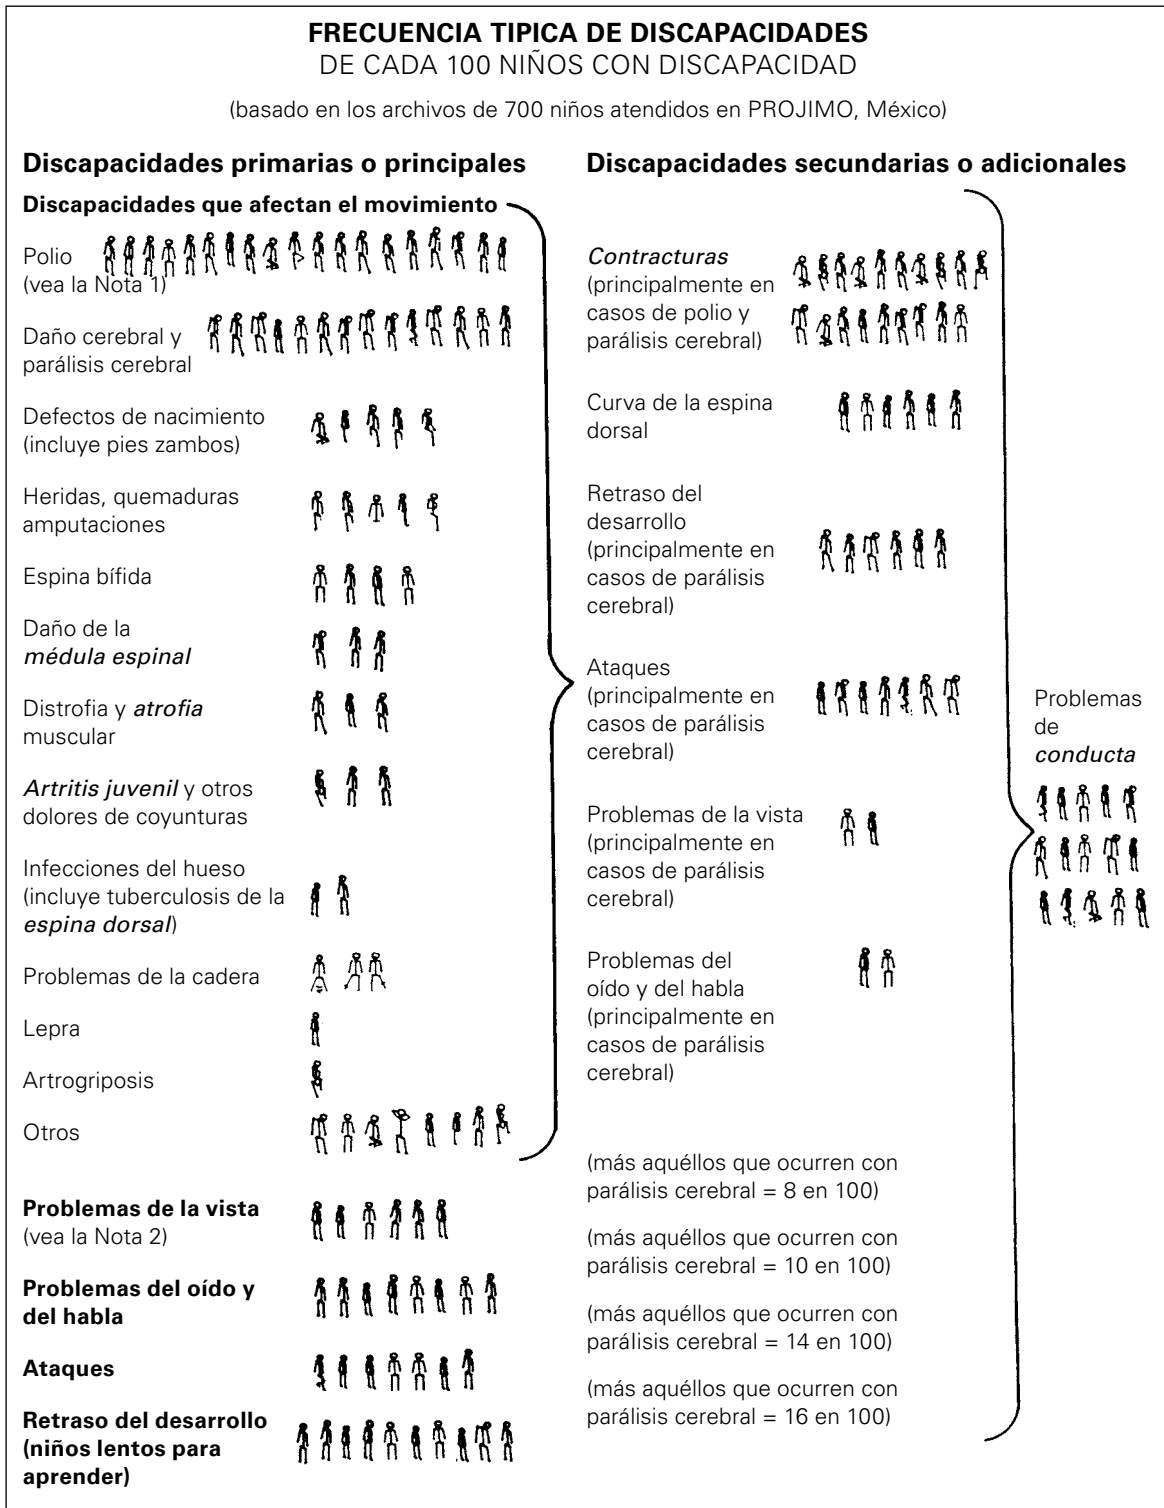 FRECUENCIA TIPICA DE DISCAPACIDADES
DE CADA 100 NIÑOS CON DISCAPACIDAD
(basado en los archivos de 700 niños atendidos en PROJIMO, México)
Discapacidades primarias o principales
Discapacidades que afectan el movimiento
Polio
(vea la Nota 1)
Daño cerebral y
parálisis cerebral
Defectos de nacimiento
(incluye pies zambos)
Heridas, quemaduras
amputaciones
Espina bífida
Daño de la
médula espinal
Distrofia y atrofia
muscular
Artritis juvenil y otros
dolores de coyunturas
Infecciones del hueso
(incluye tuberculosis de la
espina dorsal)
Problemas de la cadera
Lepra
Artrogriposis
Otros
Problemas de la vista
(vea la Nota 2)
Problemas del oído y
del habla
Ataques
Retraso del desarrollo
(niños lentos para
aprender)
Discapacidades secundarias o adicionales
Contracturas
(principalmente en
casos de polio y
parálisis cerebral)
Curva de la espina
dorsal
Retraso del
desarrollo
(principalmente en
casos de parálisis
cerebral)
Ataques
(principalmente en
casos de parálisis
cerebral)
Problemas de la vista
(principalmente en
casos de parálisis
cerebral)
Problemas del
oído y del habla
(principalmente en
casos de parálisis
cerebral)
(más aquéllos que ocurren con
parálisis cerebral = 8 en 100)
(más aquéllos que ocurren con
parálisis cerebral = 10 en 100)
(más aquéllos que ocurren con
parálisis cerebral = 14 en 100)
(más aquéllos que ocurren con
parálisis cerebral = 16 en 100)
Problemas
de
conducta